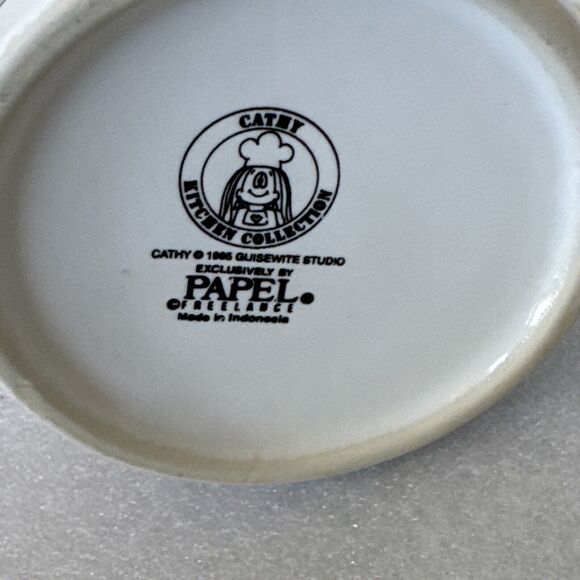 CATHY
KITCHEN COLLECTION
CATHY © 1995 GUISEWITE STUDIO
EXCLUSIVELY BY
PAPEL
©FREELANCE
Made in Indonesia